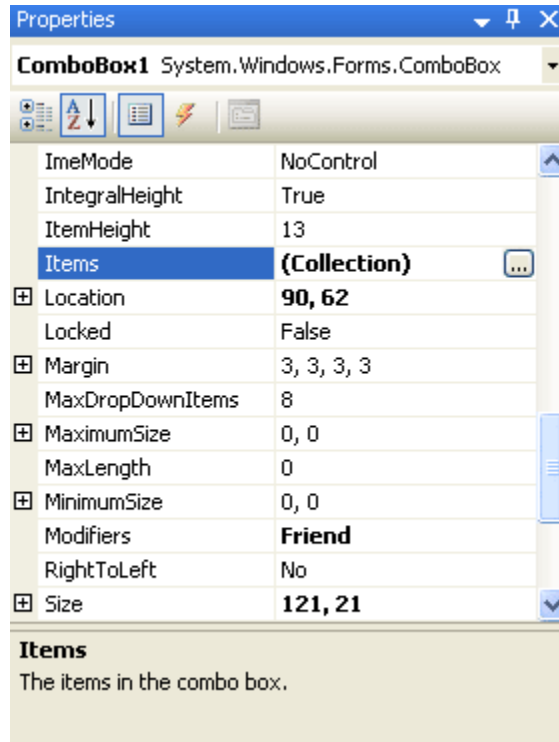 Properties
ComboBox1 System.Windows.Forms.ComboBox
ImeMode NoControl
IntegralHeight True
ItemHeight 13
Items (Collection) ...
Location 90, 62
Locked False
Margin 3, 3, 3, 3
MaxDropDownItems 8
MaximumSize 0, 0
MaxLength 0
MinimumSize 0, 0
Modifiers Friend
RightToLeft No
Size 121, 21
Items
The items in the combo box.